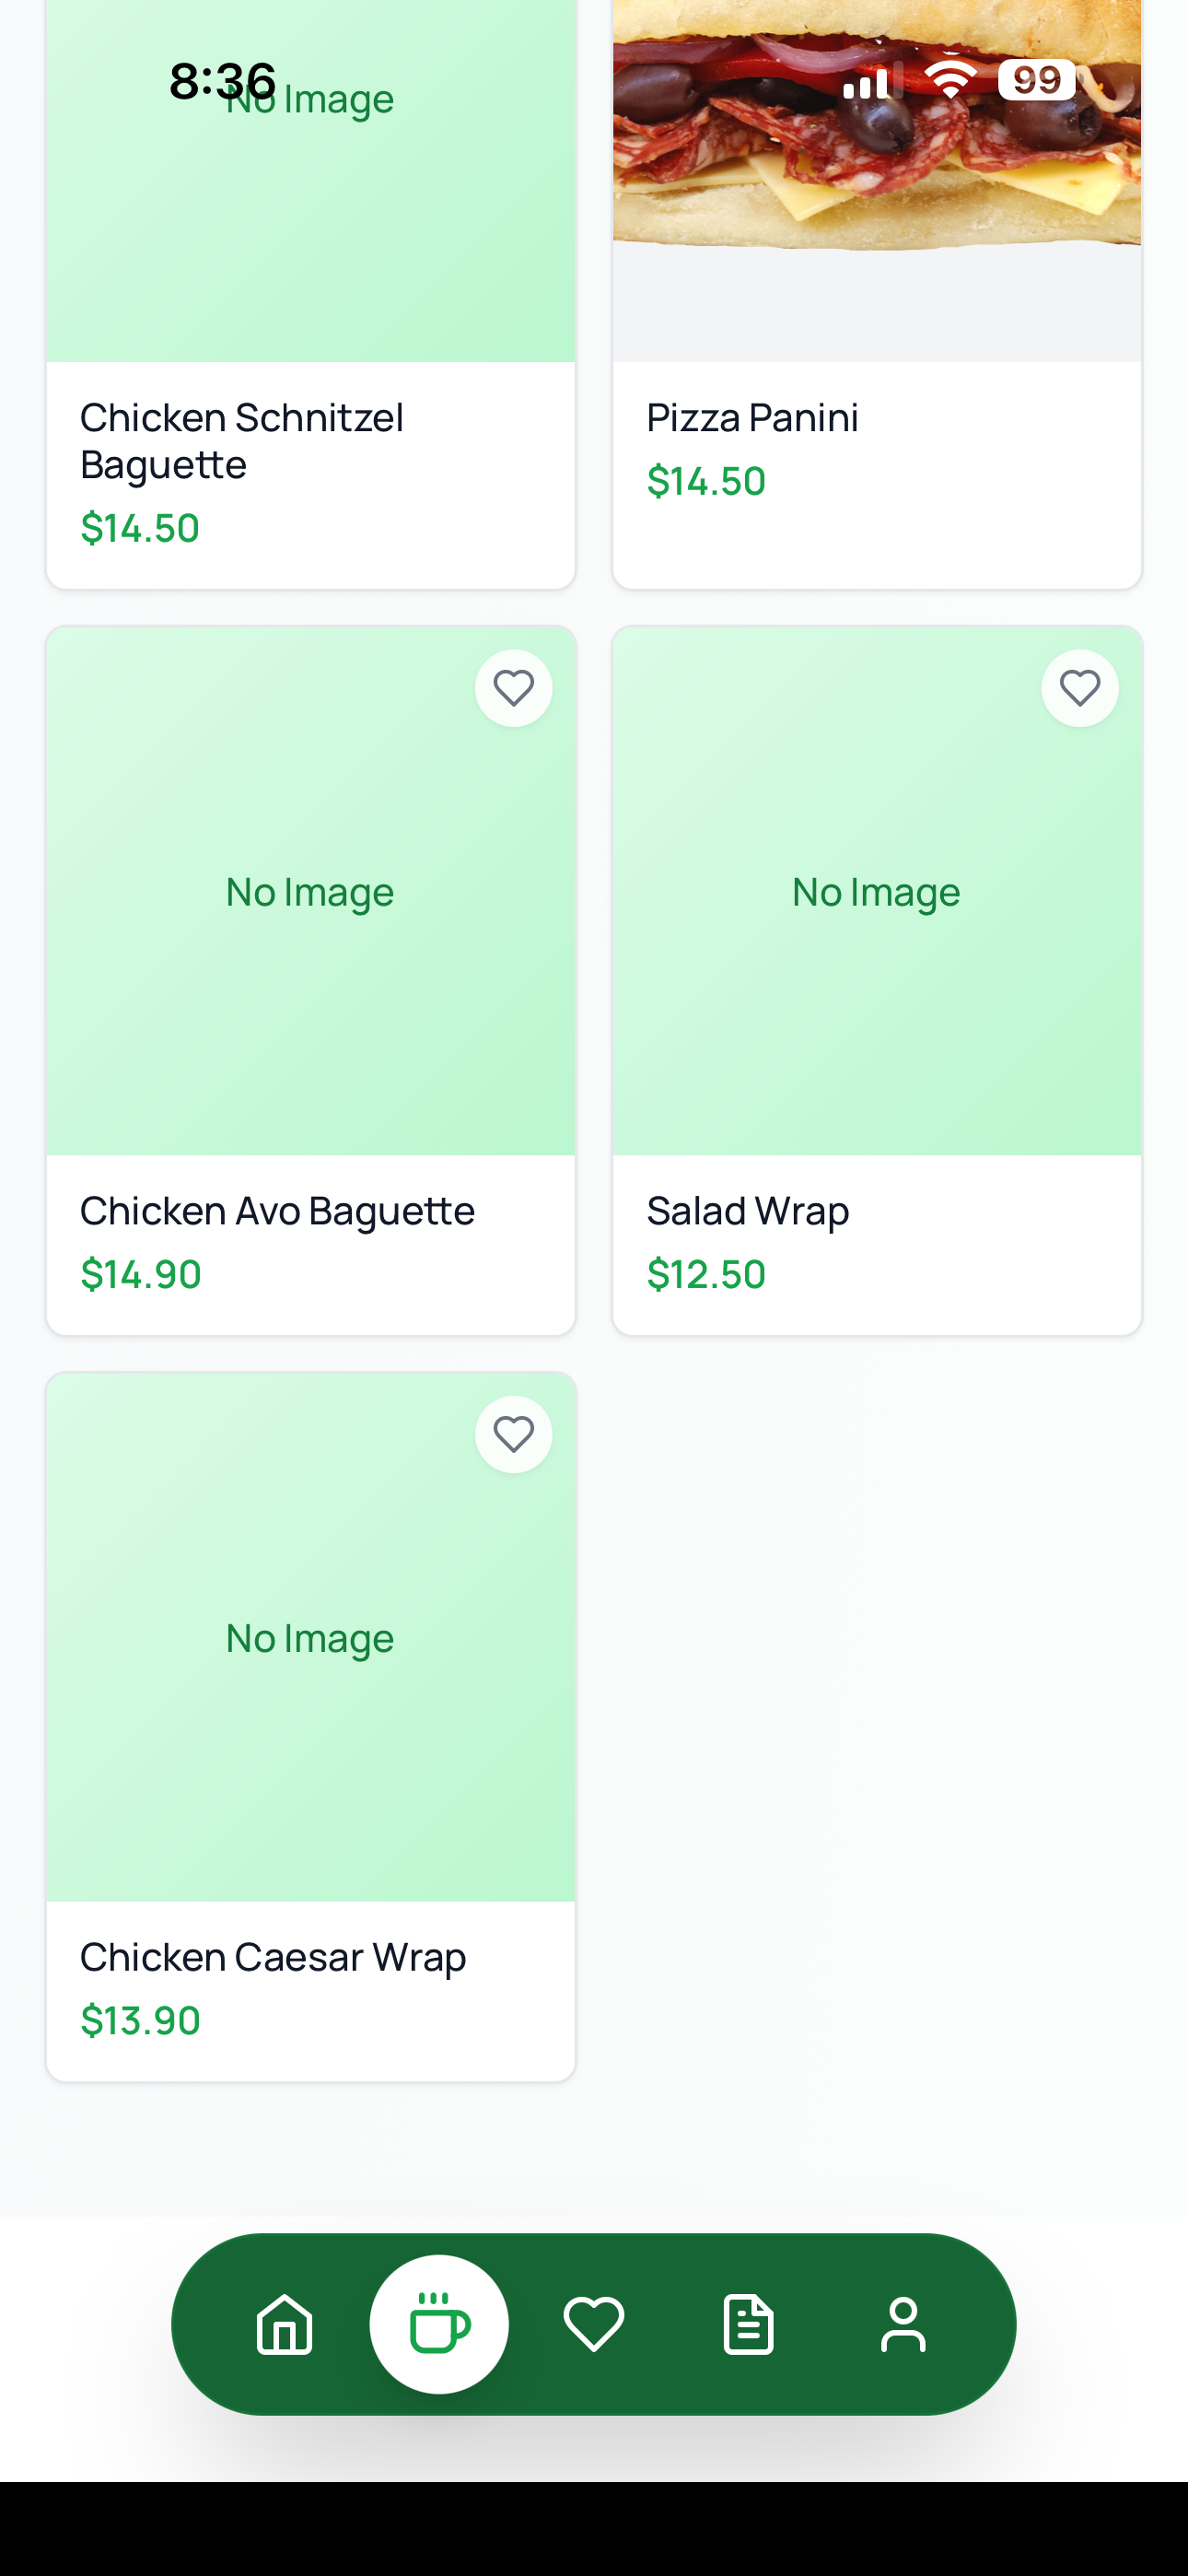 8:36
99
No Image
Chicken Schnitzel
Baguette
$14.50
Pizza Panini
$14.50
No Image
No Image
Chicken Avo Baguette
$14.90
Salad Wrap
$12.50
No Image
Chicken Caesar Wrap
$13.90